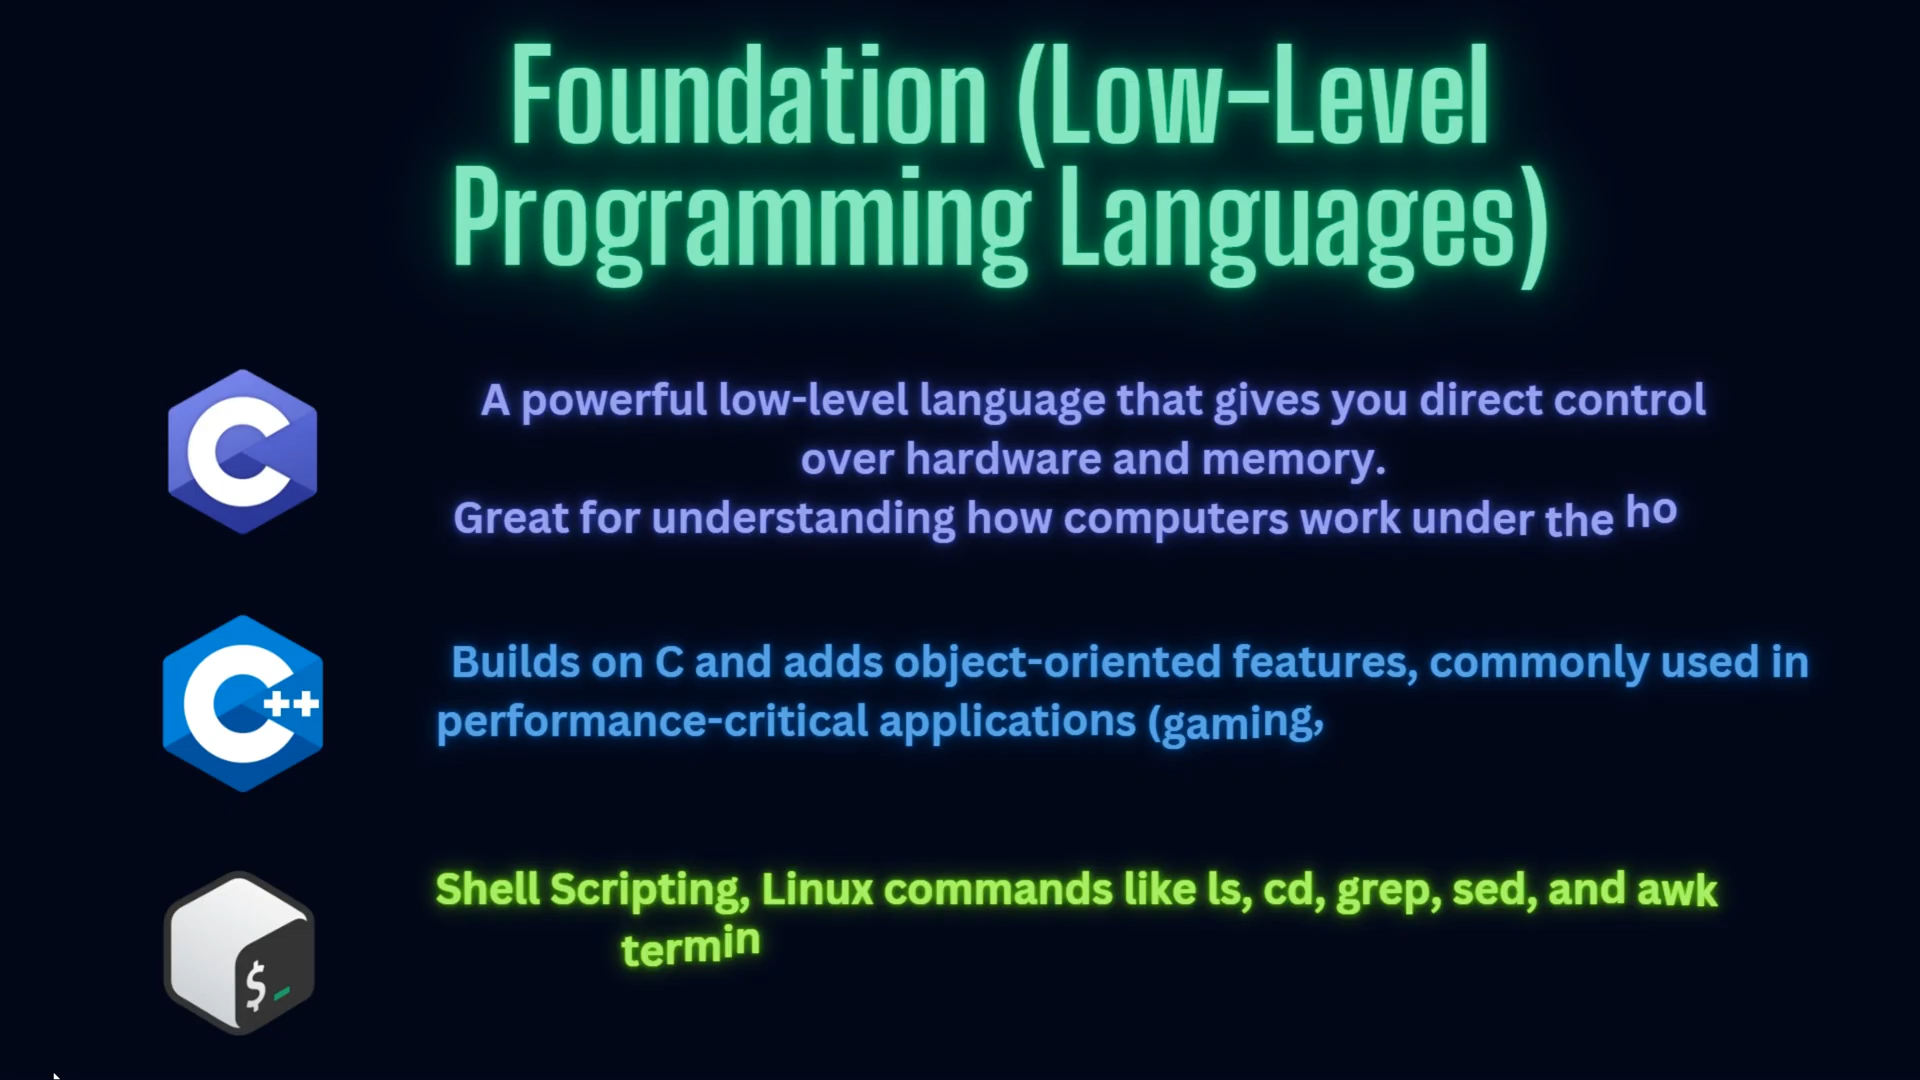 Foundation (Low-Level
Programming Languages)
C
A powerful low-level language that gives you direct control
over hardware and memory.
Great for understanding how computers work under the ho
C++
Builds on C and adds object-oriented features, commonly used in
performance-critical applications (gaming,
$_
Shell Scripting, Linux commands like ls, cd, grep, sed, and awk
termin